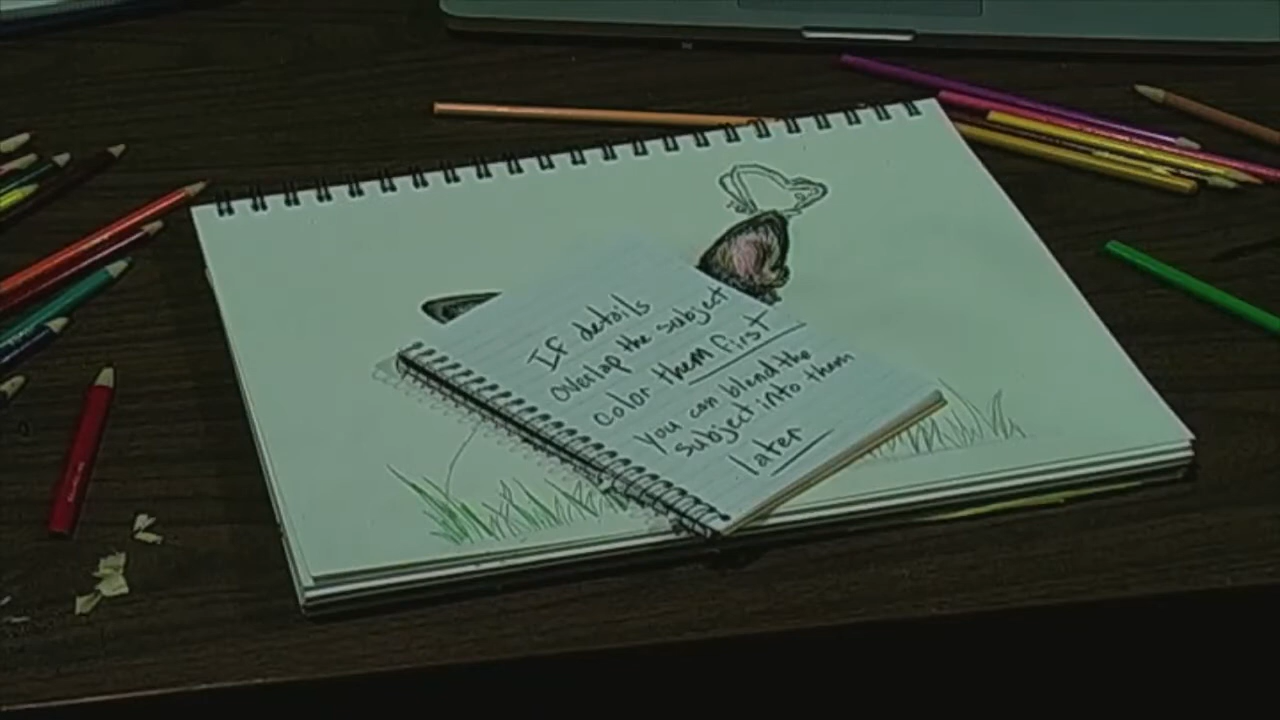 If details
overlap the subject
color them first
you can blend the
subject into them
later